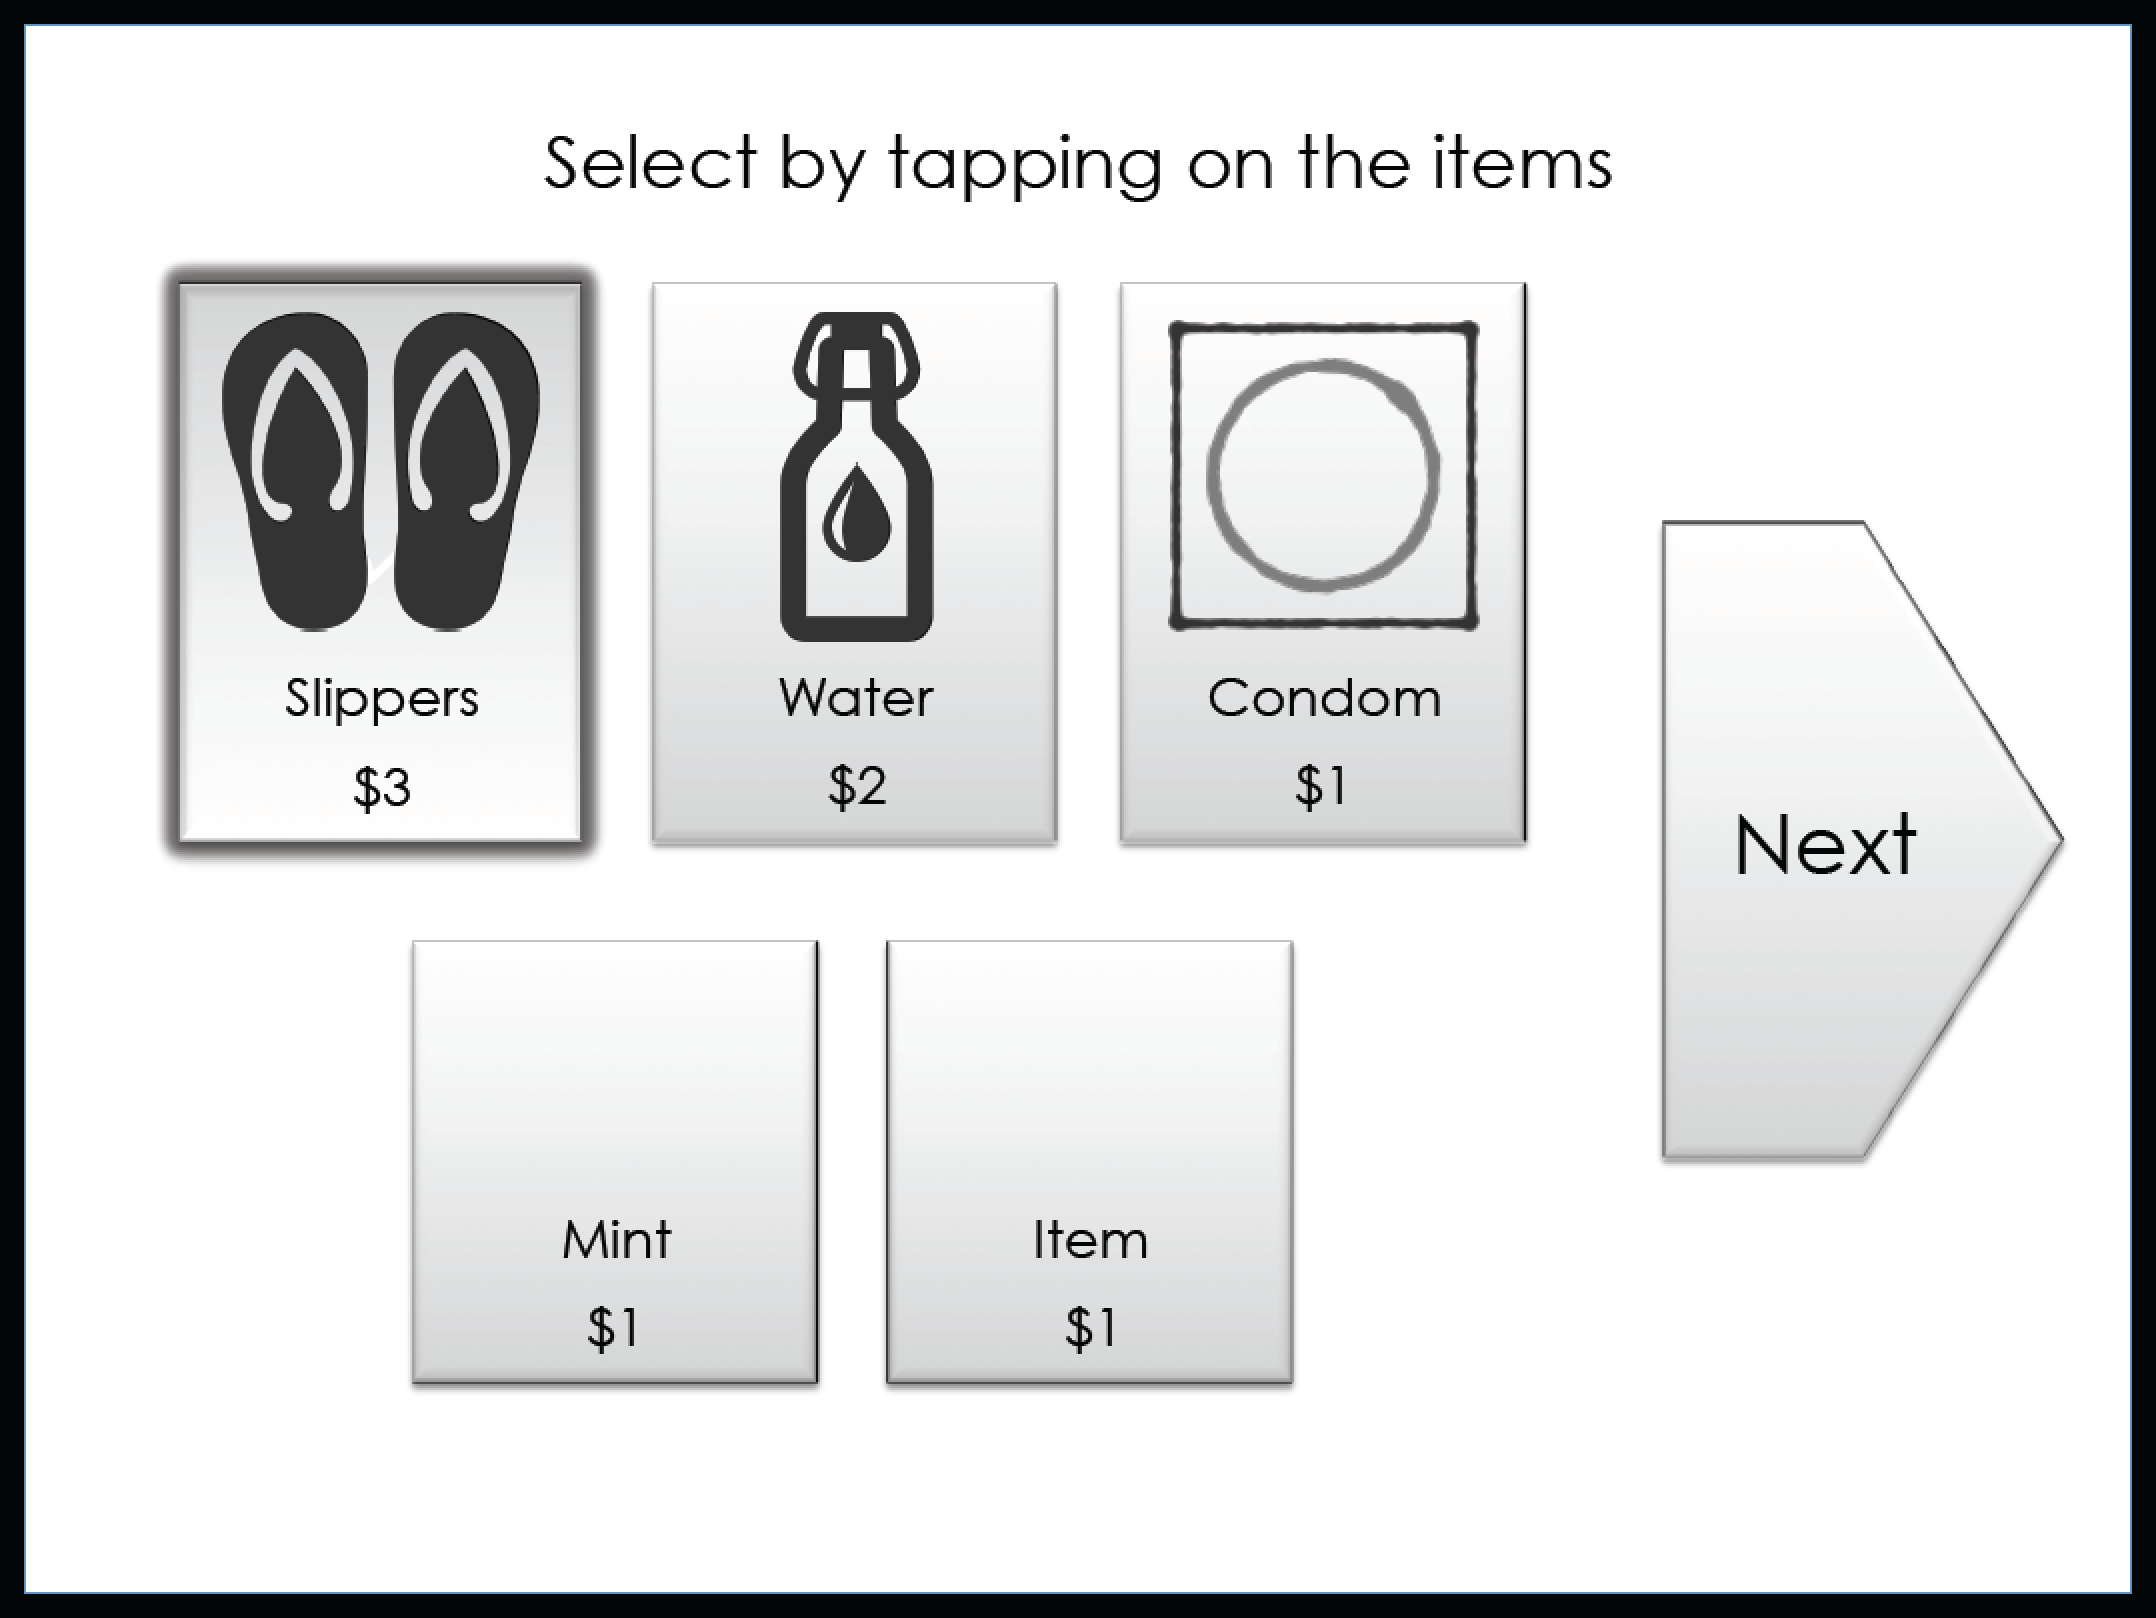 Select by tapping on the items
Slippers
$3
Water
$2
Condom
$1
Next
Mint
$1
Item
$1